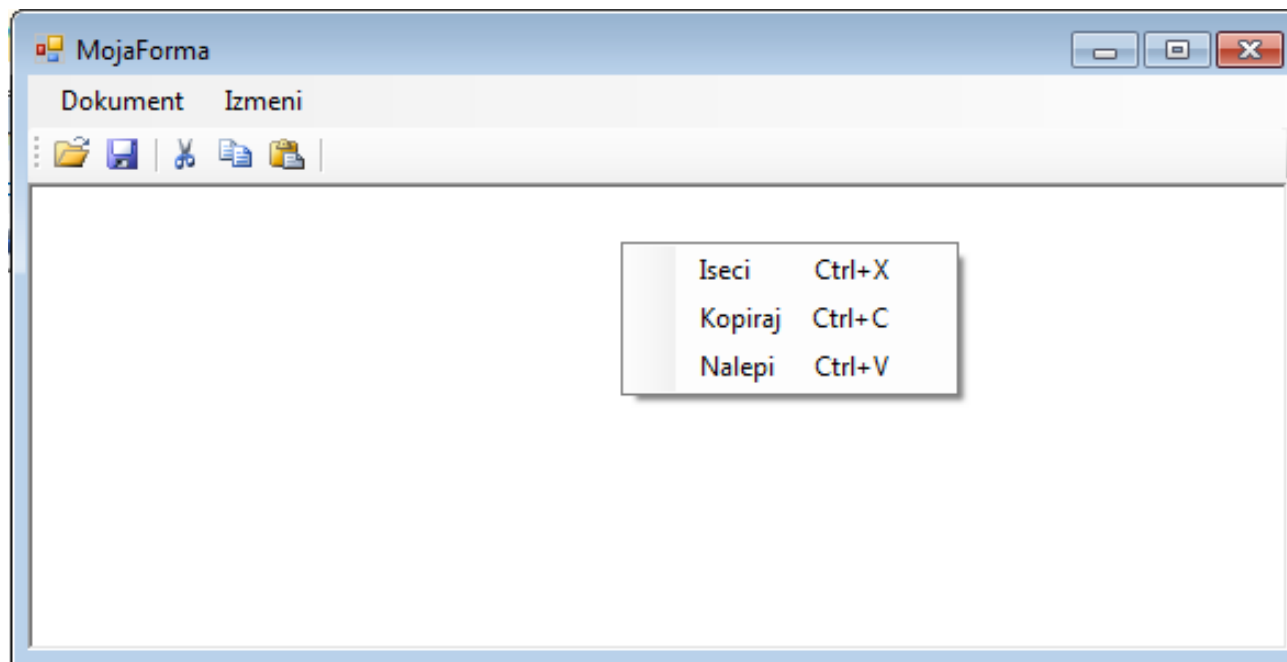 MojaForma
Dokument Izmeni
Iseci Ctrl+X
Kopiraj Ctrl+C
Nalepi Ctrl+V